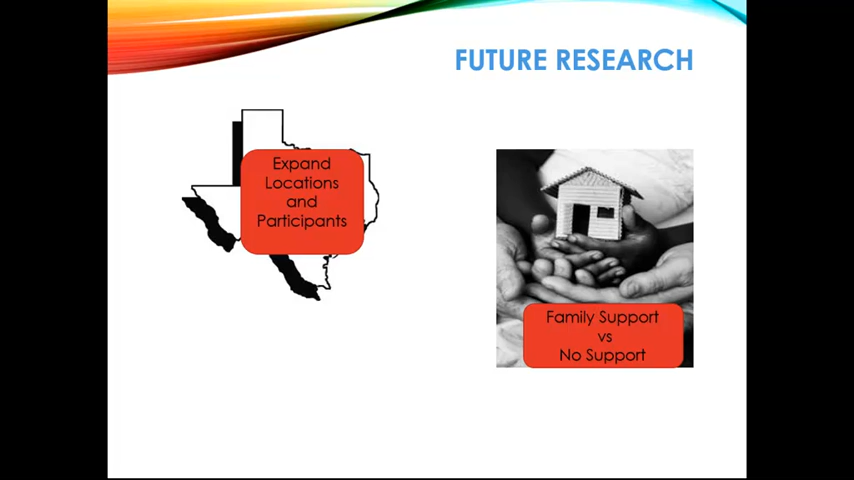 FUTURE RESEARCH
Expand
Locations
and
Participants
Family Support
vs
No Support